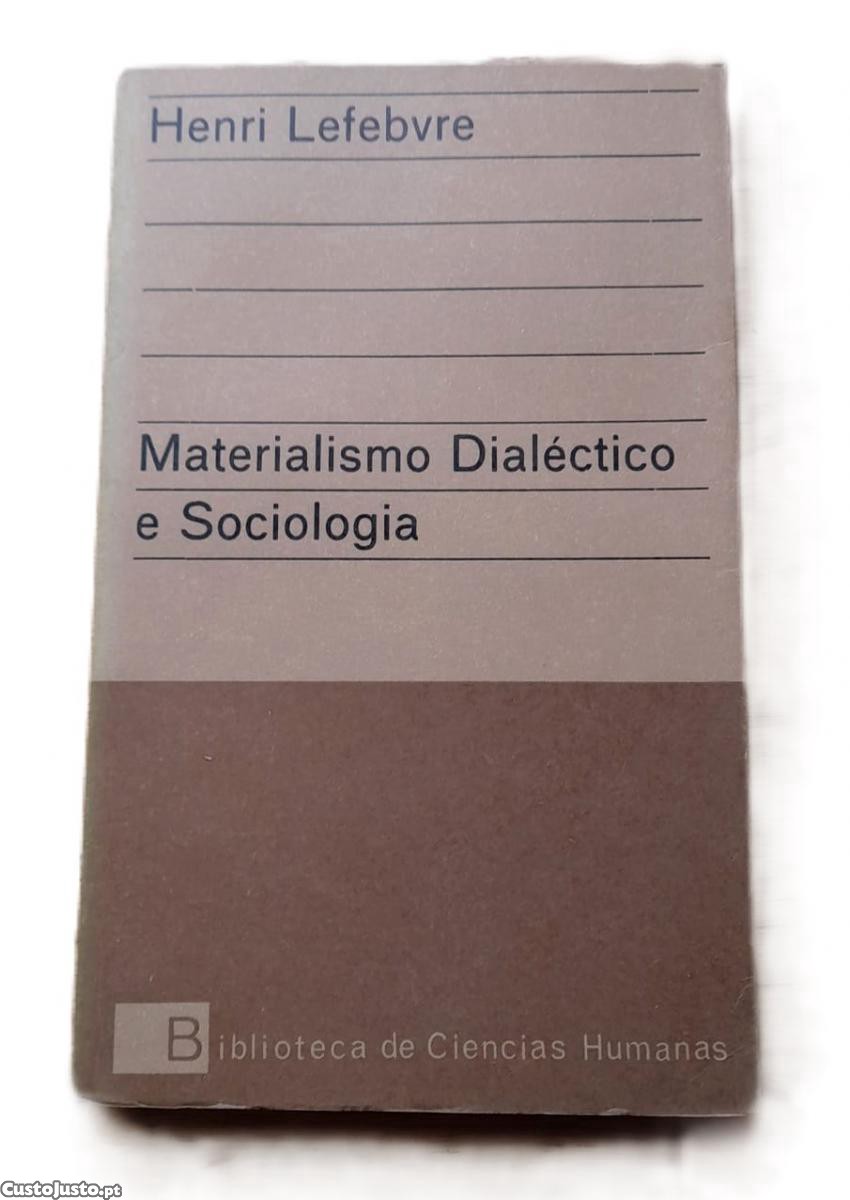 Henri Lefebvre
Materialismo Dialéctico
e Sociologia
Biblioteca de Ciencias Humanas
CustoJusto.pt